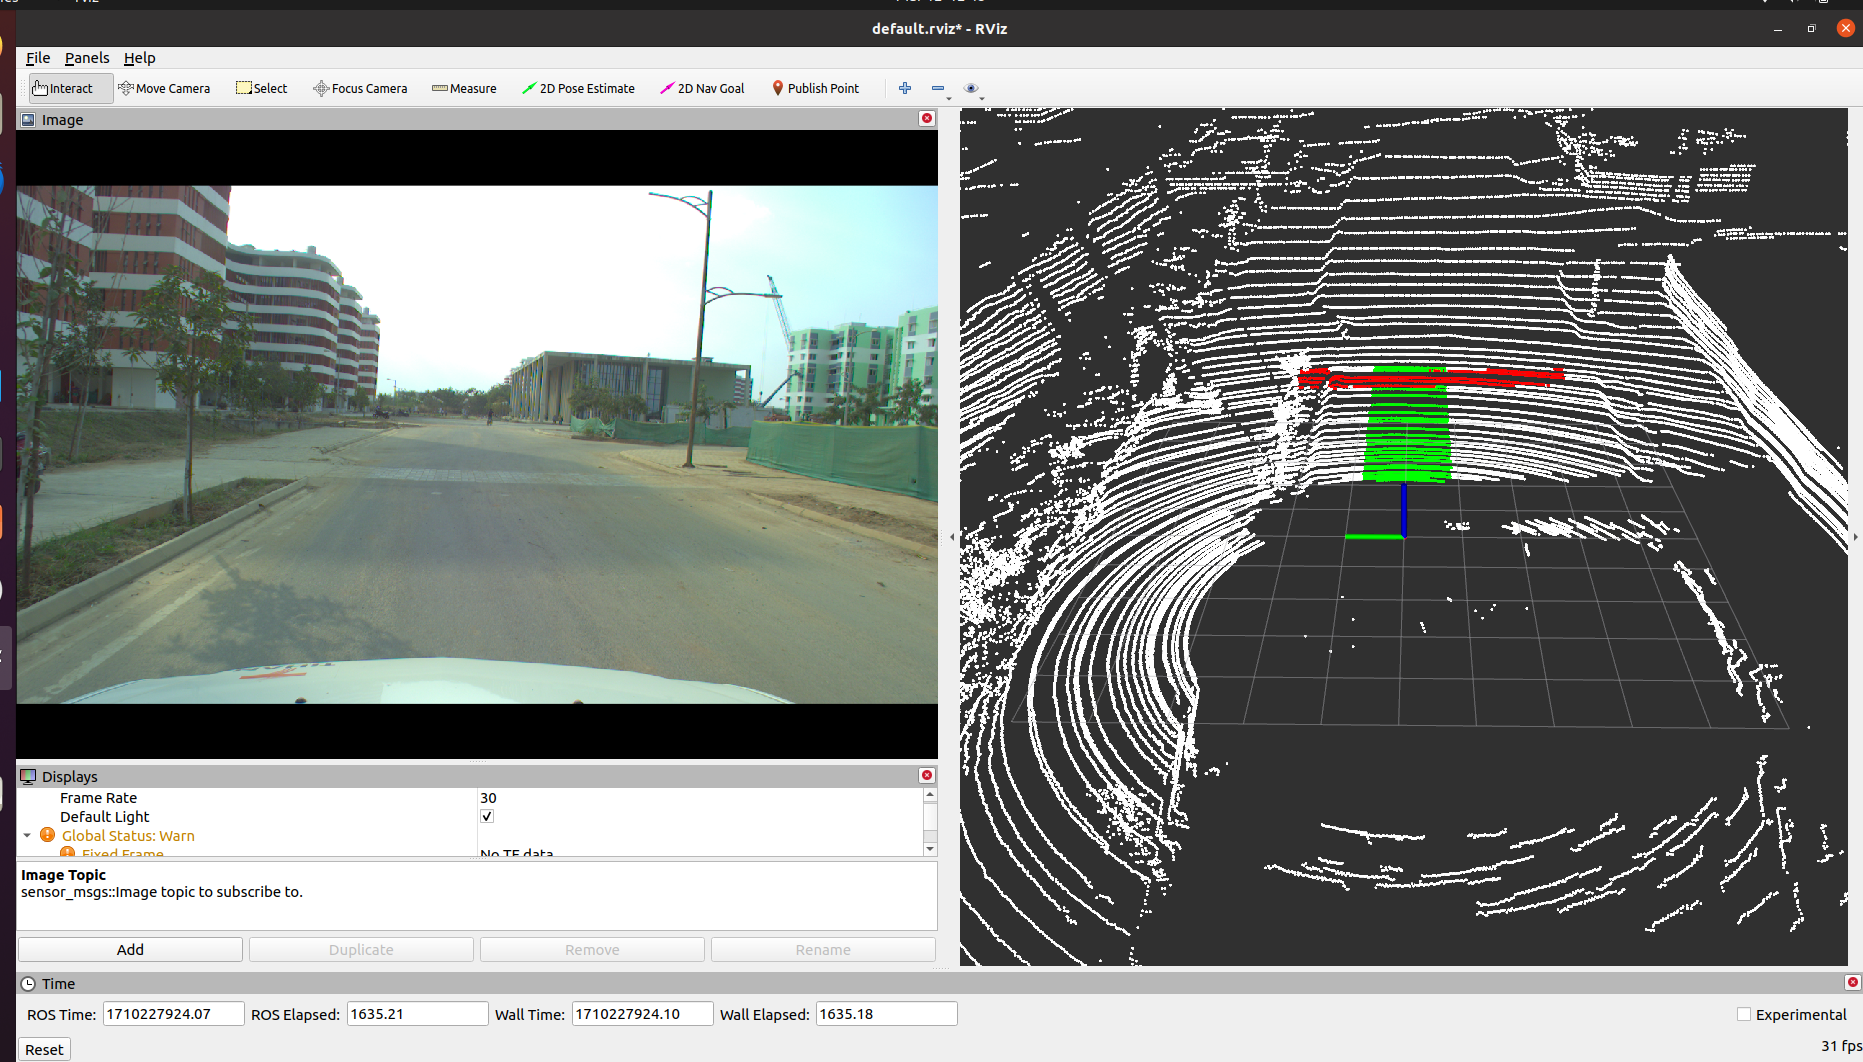 default.rviz* - RViz
File Panels Help
Interact Move Camera Select Focus Camera Measure 2D Pose Estimate 2D Nav Goal Publish Point
Image
Displays
Frame Rate 30
Default Light
Global Status: Warn
Fixed Frame No TF data
Image Topic
sensor_msgs::Image topic to subscribe to.
Add Duplicate Remove Rename
Time
ROS Time: 1710227924.07 ROS Elapsed: 1635.21 Wall Time: 1710227924.10 Wall Elapsed: 1635.18 Experimental
Reset 31 fps